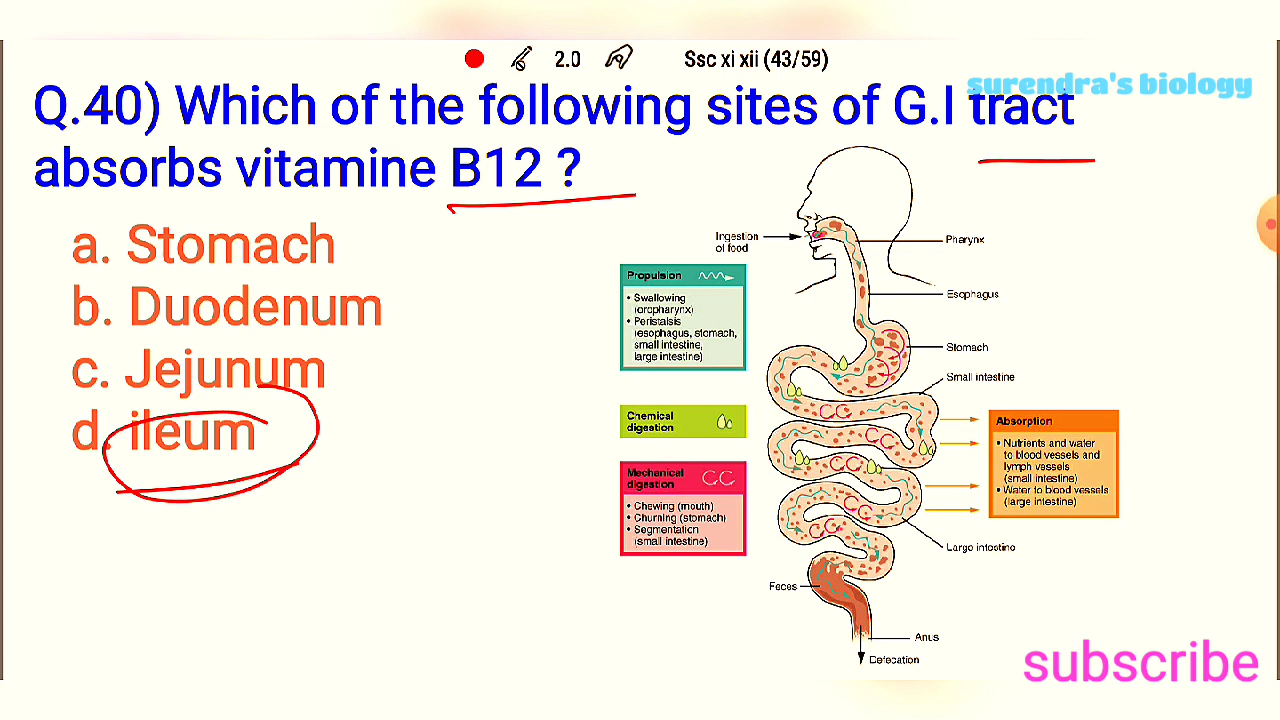 2.0
Ssc xi xii (43/59)
surendra's biology
Q.40) Which of the following sites of G.I tract
absorbs vitamine B12 ?
a. Stomach
b. Duodenum
c. Jejunum
d. ileum
Ingestion
of food
Pharynx
Esophagus
Stomach
Small intestine
Large intestine
Feces
Anus
Defecation
Propulsion
• Swallowing
(oropharynx)
• Peristalsis
(esophagus, stomach,
small intestine,
large intestine)
Chemical
digestion
Mechanical
digestion
• Chewing (mouth)
• Churning (stomach)
• Segmentation
(small intestine)
Absorption
• Nutrients and water
to blood vessels and
lymph vessels
(small intestine)
• Water to blood vessels
(large intestine)
subscribe